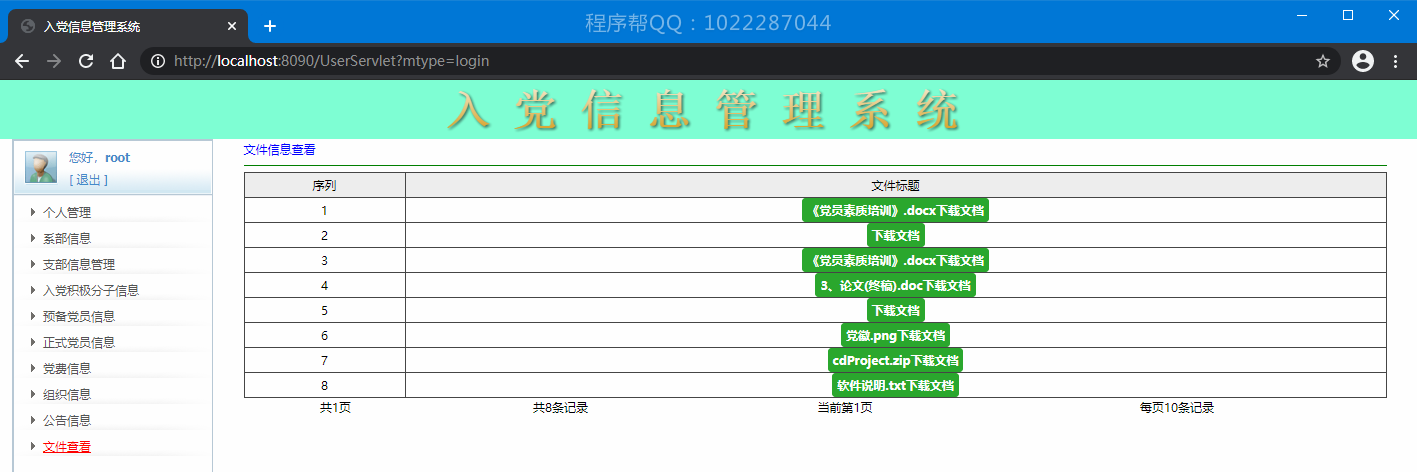 入党信息管理系统
程序帮QQ：1022287044
http://localhost:8090/UserServlet?mtype=login
入党信息管理系统
您好，root
[ 退出 ]
个人管理
系部信息
支部信息管理
入党积极分子信息
预备党员信息
正式党员信息
党费信息
组织信息
公告信息
文件查看
文件信息查看
序列 文件标题
1 《党员素质培训》.docx下载文档
2 下载文档
3 《党员素质培训》.docx下载文档
4 3、论文(终稿).doc下载文档
5 下载文档
6 党徽.png下载文档
7 cdProject.zip下载文档
8 软件说明.txt下载文档
共1页 共8条记录 当前第1页 每页10条记录